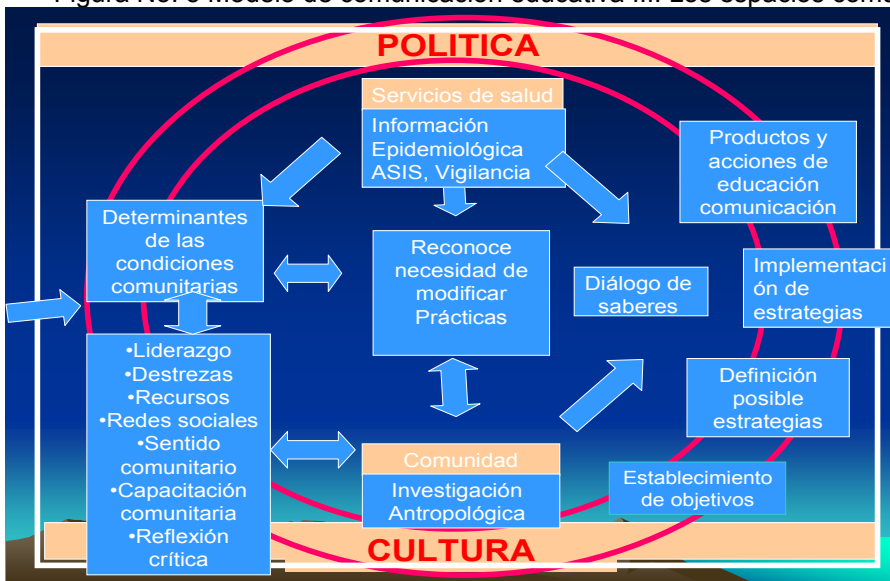 POLITICA
Servicios de salud
Información
Epidemiológica
ASIS, Vigilancia
Productos y
acciones de
educación
comunicación
Determinantes
de las
condiciones
comunitarias
Reconoce
necesidad de
modificar
Prácticas
Diálogo de
saberes
Implementaci
ón de
estrategias
•Liderazgo
•Destrezas
•Recursos
•Redes sociales
•Sentido
comunitario
•Capacitación
comunitaria
•Reflexión
crítica
Definición
posible
estrategias
Comunidad
Investigación
Antropológica
Establecimiento
de objetivos
CULTURA